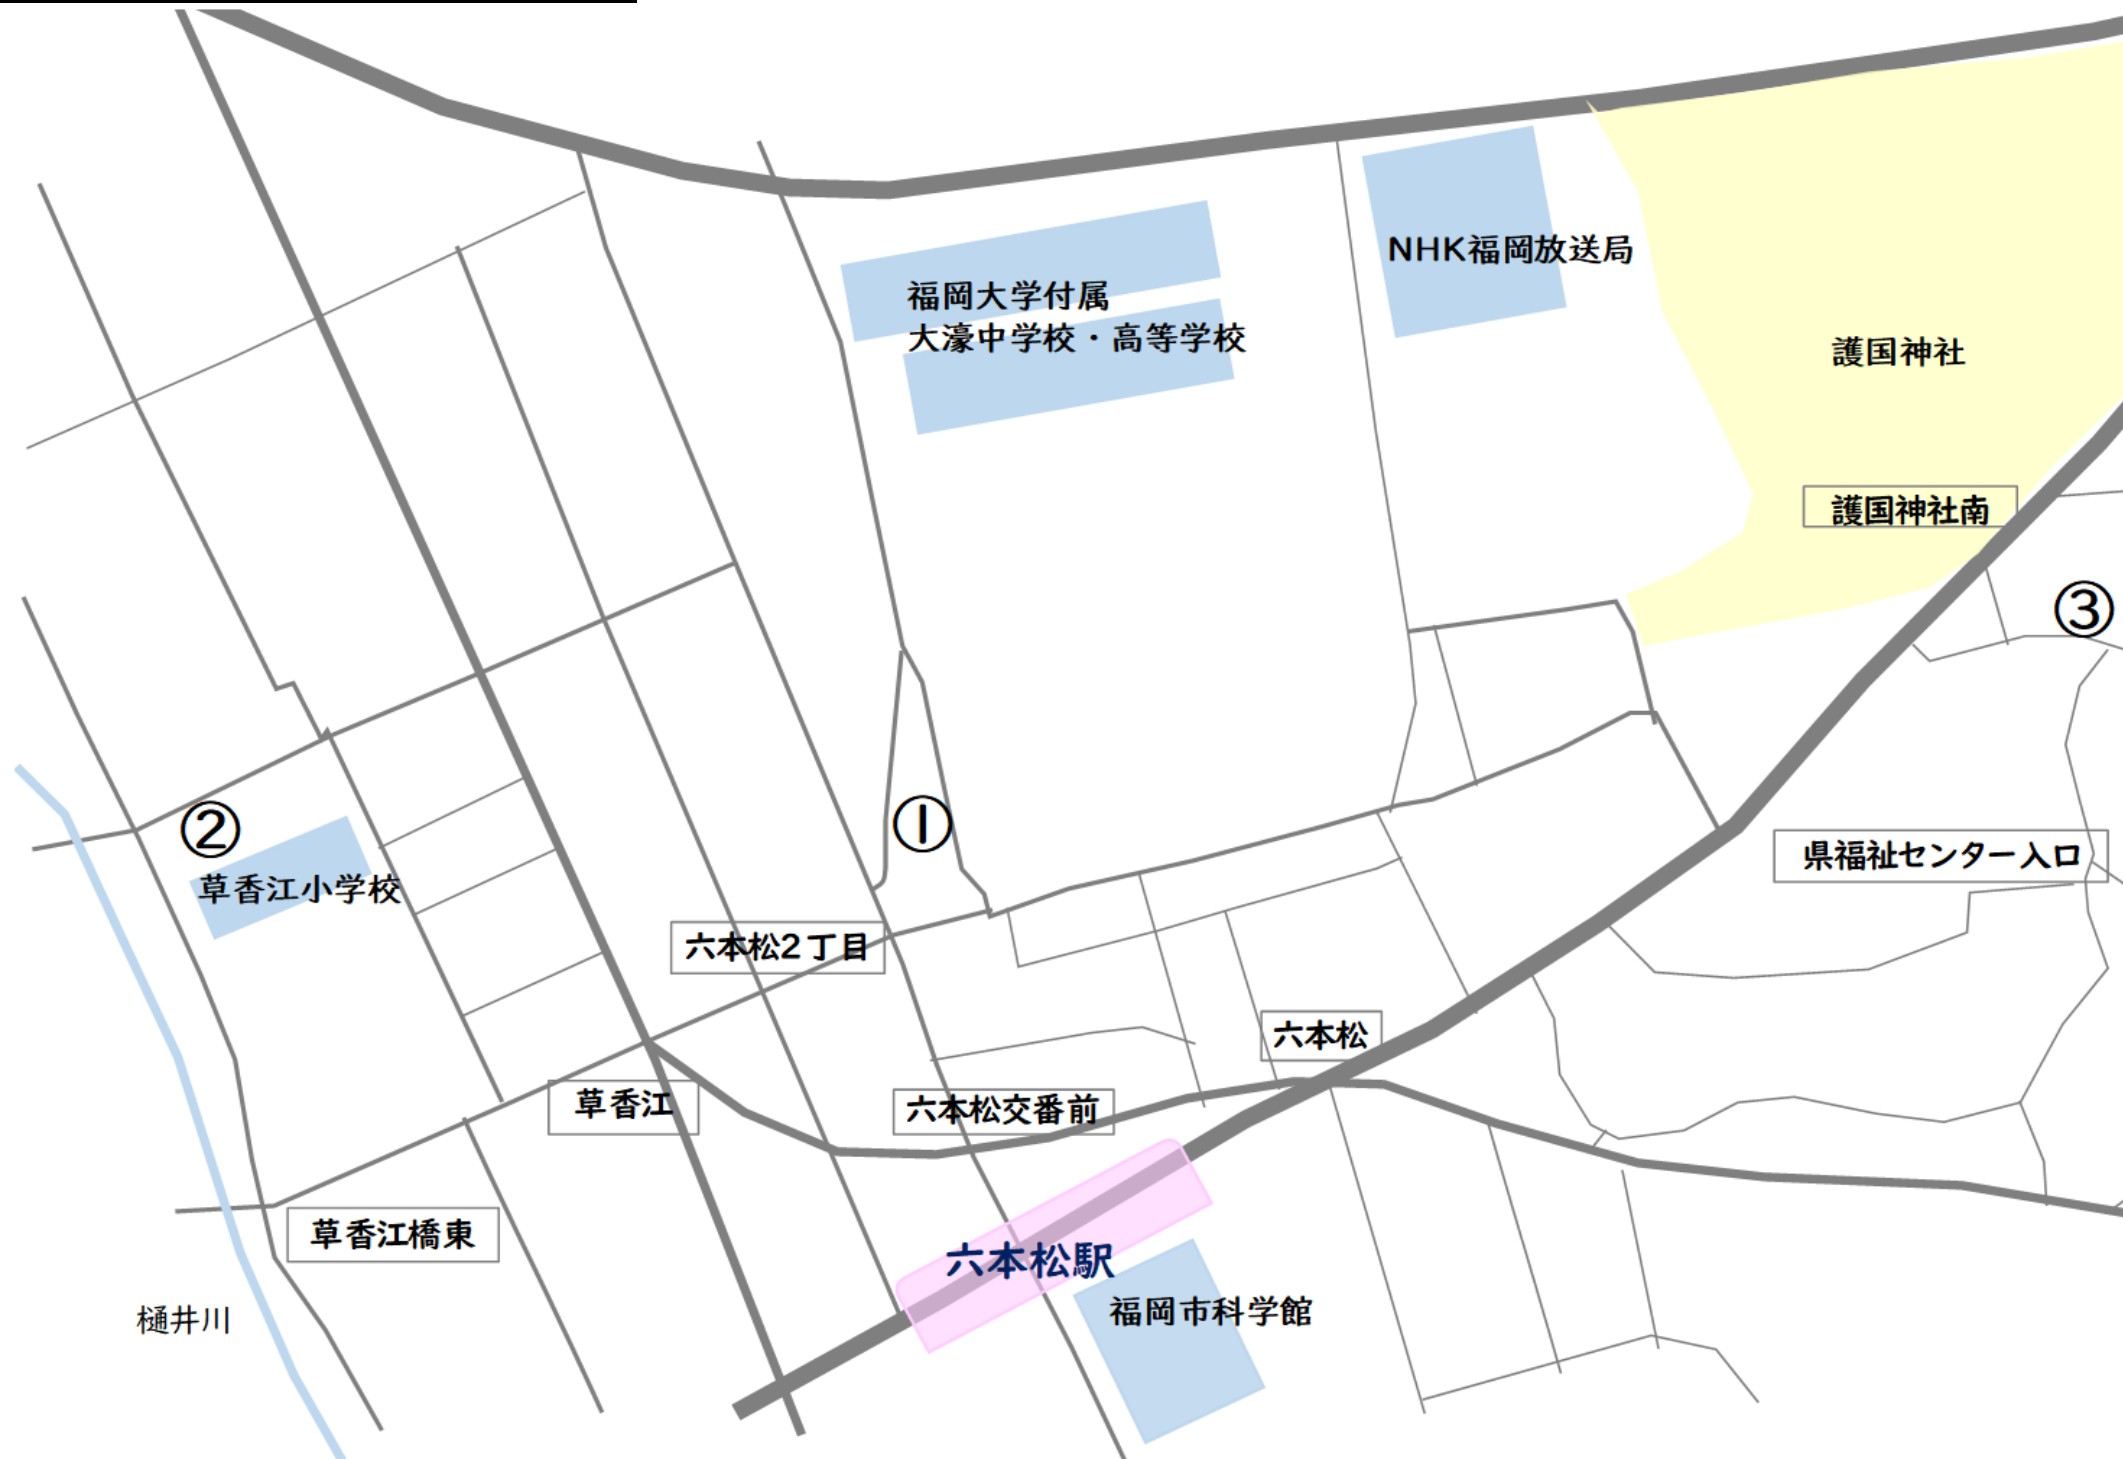 NHK福岡放送局
福岡大学付属
大濠中学校・高等学校
護国神社
護国神社南
③
①
②
草香江小学校
県福祉センター入口
六本松2丁目
六本松
草香江
六本松交番前
草香江橋東
六本松駅
福岡市科学館
樋井川